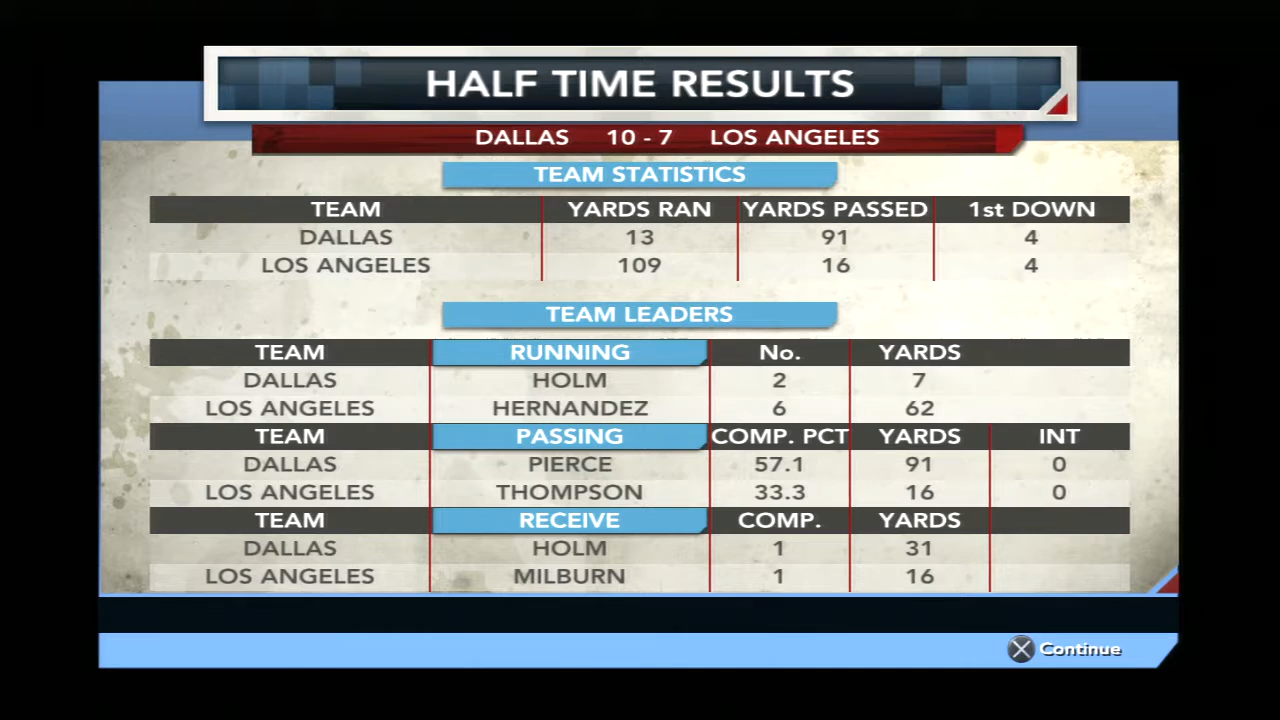 HALF TIME RESULTS
DALLAS 10 - 7 LOS ANGELES
TEAM STATISTICS
TEAM YARDS RAN YARDS PASSED 1st DOWN
DALLAS 13 91 4
LOS ANGELES 109 16 4
TEAM LEADERS
TEAM RUNNING No. YARDS
DALLAS HOLM 2 7
LOS ANGELES HERNANDEZ 6 62
TEAM PASSING COMP. PCT YARDS INT
DALLAS PIERCE 57.1 91 0
LOS ANGELES THOMPSON 33.3 16 0
TEAM RECEIVE COMP. YARDS
DALLAS HOLM 1 31
LOS ANGELES MILBURN 1 16
Continue